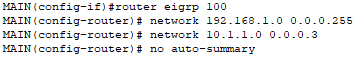 MAIN(config-if)#router eigrp 100
MAIN(config-router)# network 192.168.1.0 0.0.0.255
MAIN(config-router)# network 10.1.1.0 0.0.0.3
MAIN(config-router)# no auto-summary